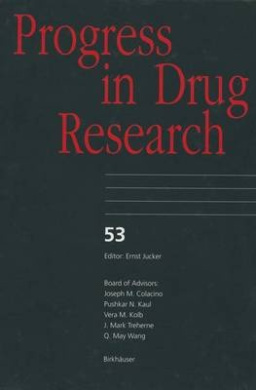 Progress
in Drug
Research
53
Editor: Ernst Jucker
Board of Advisors:
Joseph M. Colacino
Pushkar N. Kaul
Vera M. Kolb
J. Mark Treherne
Q. May Wang
Birkhäuser